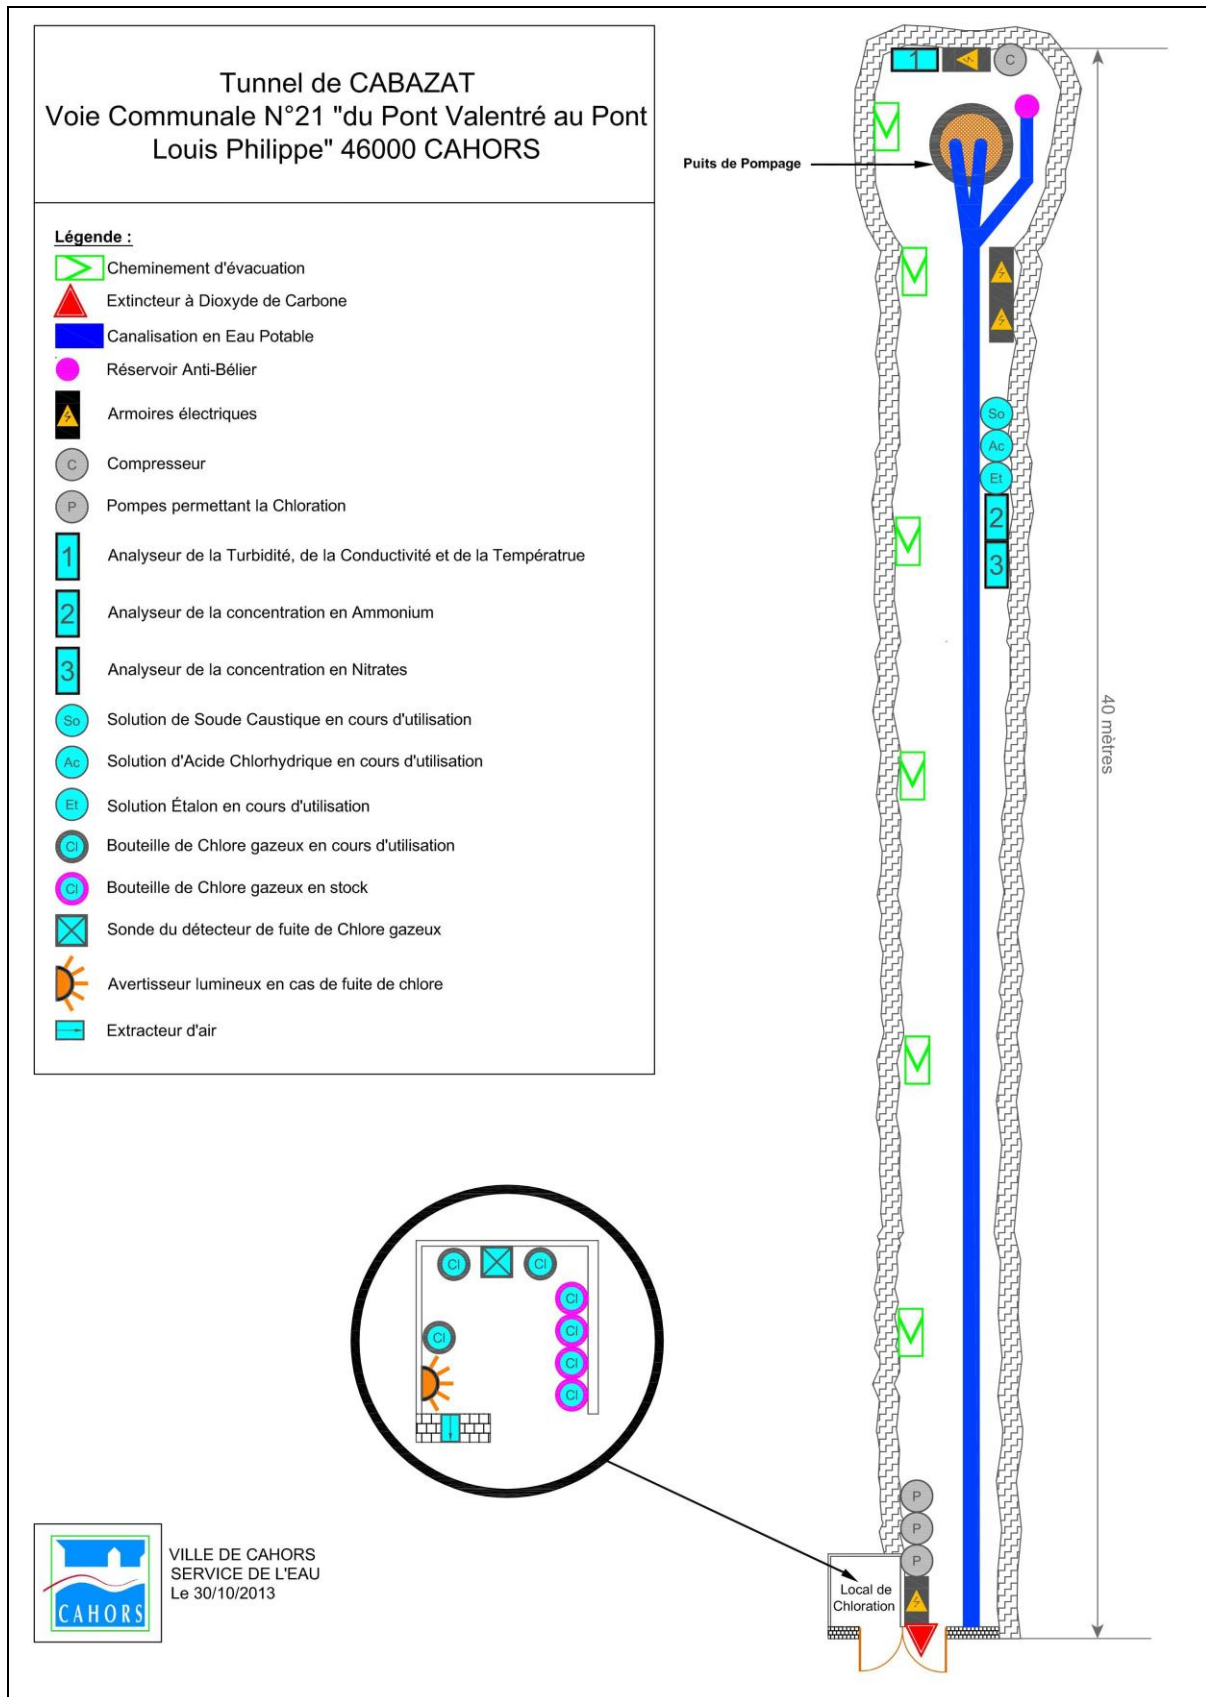 Tunnel de CABAZAT
Voie Communale N°21 "du Pont Valentré au Pont
Louis Philippe" 46000 CAHORS
Légende :
Cheminement d'évacuation
Extincteur à Dioxyde de Carbone
Canalisation en Eau Potable
Réservoir Anti-Bélier
Armoires électriques
C Compresseur
P Pompes permettant la Chloration
1 Analyseur de la Turbidité, de la Conductivité et de la Températrue
2 Analyseur de la concentration en Ammonium
3 Analyseur de la concentration en Nitrates
So Solution de Soude Caustique en cours d'utilisation
Ac Solution d'Acide Chlorhydrique en cours d'utilisation
Et Solution Étalon en cours d'utilisation
Cl Bouteille de Chlore gazeux en cours d'utilisation
Cl Bouteille de Chlore gazeux en stock
Sonde du détecteur de fuite de Chlore gazeux
Avertisseur lumineux en cas de fuite de chlore
Extracteur d'air
1
C
Puits de Pompage
So
Ac
Et
2
3
40 mètres
Cl
Cl
Cl
Cl
Cl
Cl
Cl
P
P
P
Local de
Chloration
CAHORS
VILLE DE CAHORS
SERVICE DE L'EAU
Le 30/10/2013